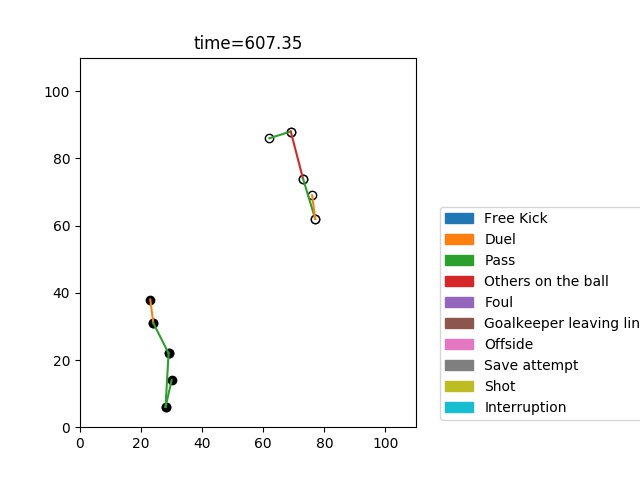 time=607.35
100
80
60
40
20
0
0 20 40 60 80 100
Free Kick
Duel
Pass
Others on the ball
Foul
Goalkeeper leaving lin
Offside
Save attempt
Shot
Interruption